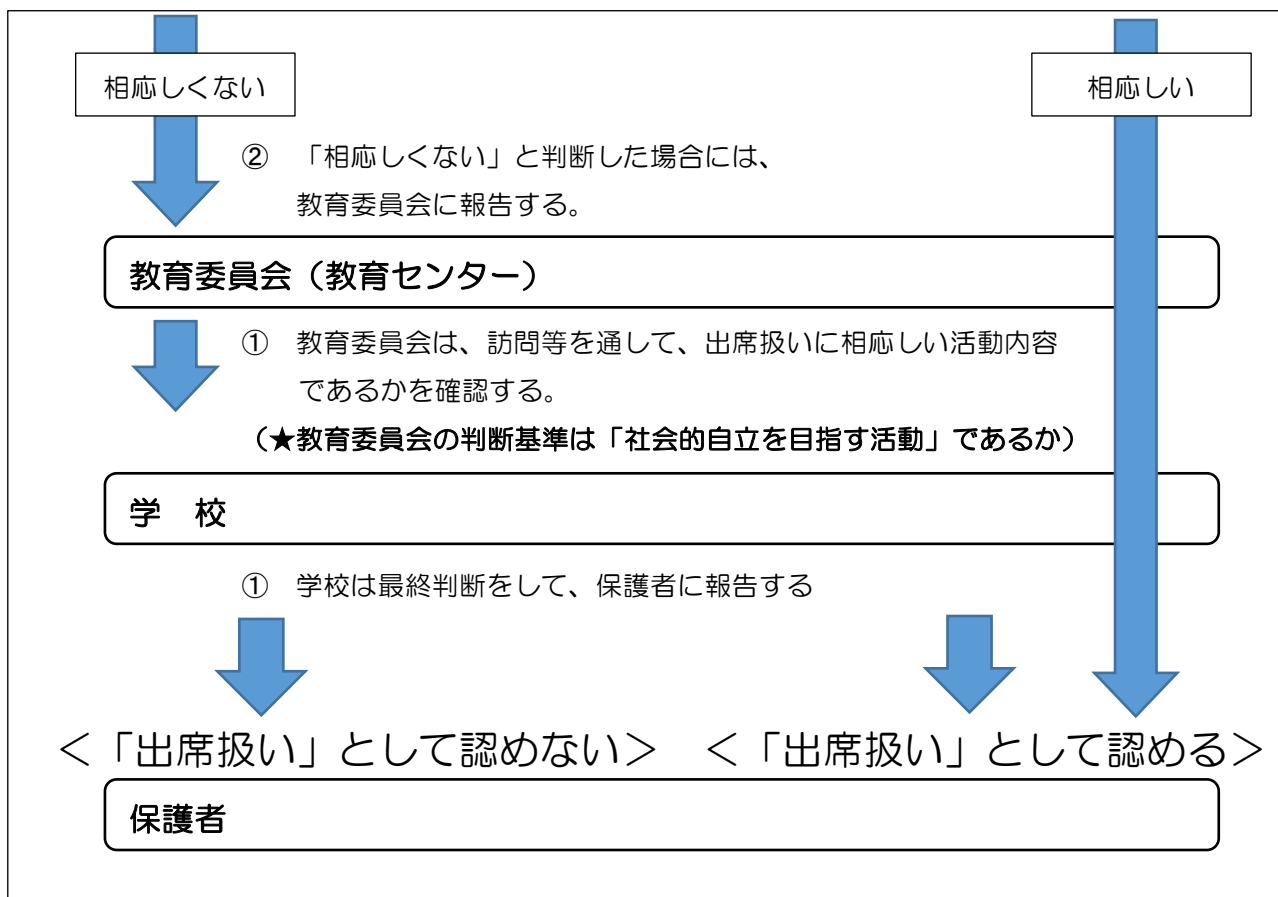 相応しくない
相応しい
② 「相応しくない」と判断した場合には、
教育委員会に報告する。
教育委員会（教育センター）
① 教育委員会は、訪問等を通して、出席扱いに相応しい活動内容
であるかを確認する。
（★教育委員会の判断基準は「社会的自立を目指す活動」であるか）
学　校
① 学校は最終判断をして、保護者に報告する
＜「出席扱い」として認めない＞　＜「出席扱い」として認める＞
保護者